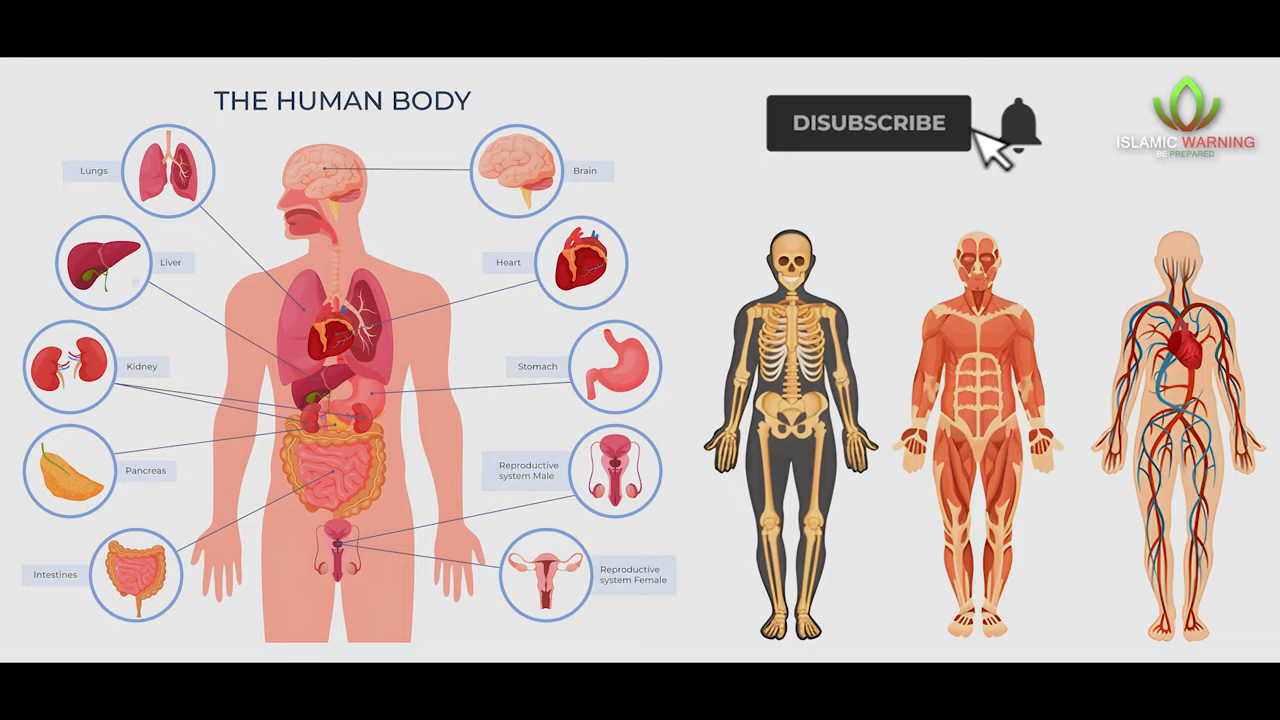 THE HUMAN BODY
Lungs
Brain
Liver
Heart
Kidney
Stomach
Pancreas
Reproductive
system Male
Intestines
Reproductive
system Female
DISUBSCRIBE
ISLAMIC WARNING
BE PREPARED